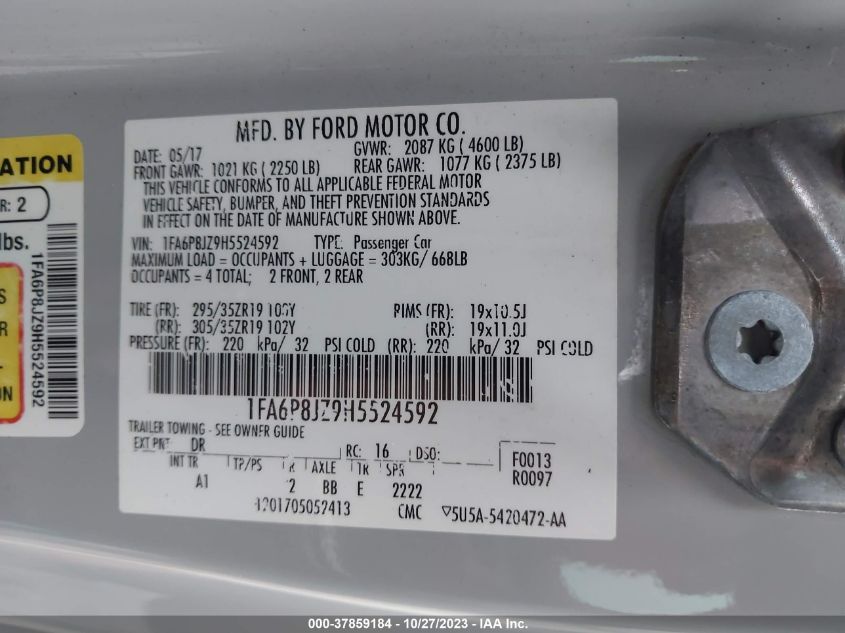 MFD. BY FORD MOTOR CO.
DATE: 05/17 GVWR: 2087 KG ( 4600 LB)
FRONT GAWR: 1021 KG ( 2250 LB) REAR GAWR: 1077 KG ( 2375 LB)
THIS VEHICLE CONFORMS TO ALL APPLICABLE FEDERAL MOTOR
VEHICLE SAFETY, BUMPER, AND THEFT PREVENTION STANDARDS
IN EFFECT ON THE DATE OF MANUFACTURE SHOWN ABOVE.
VIN: 1FA6P8JZ9H5524592 TYPE: Passenger Car
MAXIMUM LOAD = OCCUPANTS + LUGGAGE = 303KG/ 668LB
OCCUPANTS = 4 TOTAL; 2 FRONT, 2 REAR
TIRE (FR): 295/35ZR19 RIMS (FR): 19x10.5J
(RR): 305/35ZR19 102Y (RR): 19x11.0J
PRESSURE (FR): 220 kPa/ 32 PSI COLD (RR): 220 kPa/ 32 PSI COLD
1FA6P8JZ9H5524592
TRAILER TOWING - SEE OWNER GUIDE
EXT PNT: DR RC: 16 DSO:
INT TR TP/PS R AXLE TR SPR F0013
A1 2 BB E 2222 R0097
CMC ▽5U5A-5420472-AA
ATION
R: 2
lbs.
S
R
L-
ON
1FA6P8JZ9H5524592
000-37859184 - 10/27/2023 - IAA Inc.